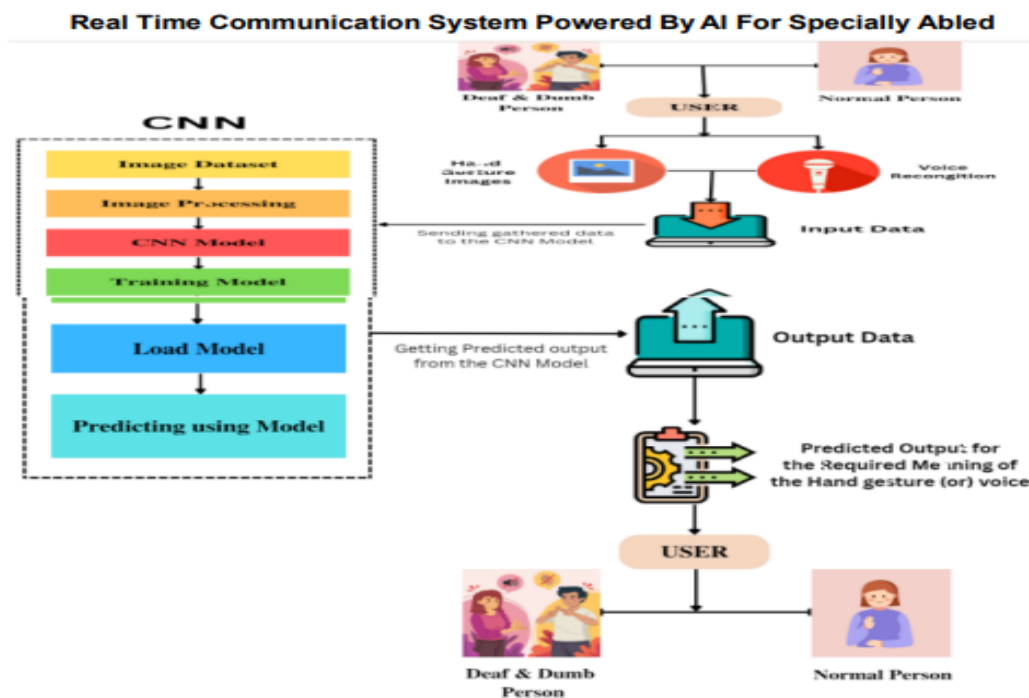 Real Time Communication System Powered By AI For Specially Abled
Deaf & Dumb
Person
Normal Person
USER
CNN
Image Dataset
Image Processing
CNN Model
Training Model
Load Model
Predicting using Model
Images
Voice
Recongition
Sending gathered data
to the CNN Model
Input Data
Getting Predicted output
from the CNN Model
Output Data
Predicted Output for
the Required Meaning of
the Hand gesture (or) voice
USER
Deaf & Dumb
Person
Normal Person